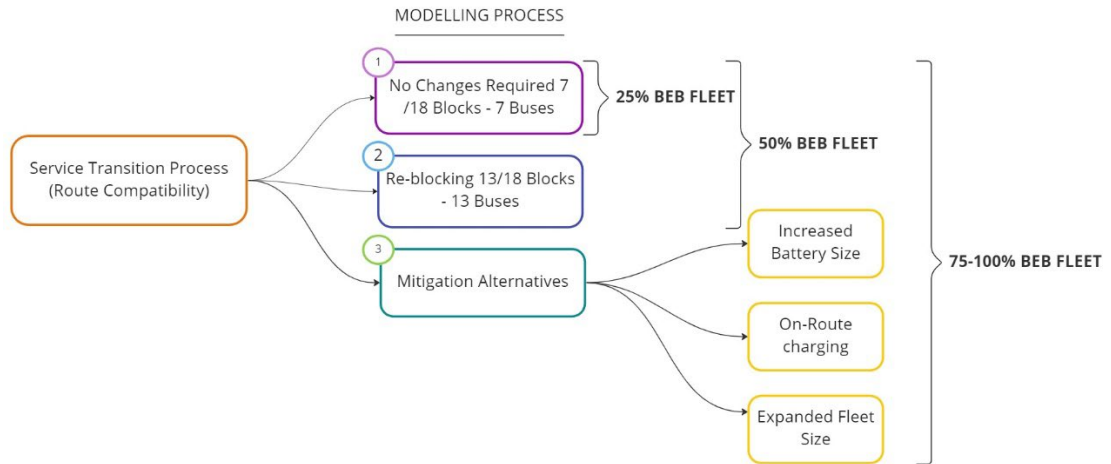 MODELLING PROCESS
1
No Changes Required 7
/18 Blocks - 7 Buses
25% BEB FLEET
50% BEB FLEET
Service Transition Process
(Route Compatibility)
2
Re-blocking 13/18 Blocks
- 13 Buses
3
Mitigation Alternatives
Increased
Battery Size
75-100% BEB FLEET
On-Route
charging
Expanded Fleet
Size